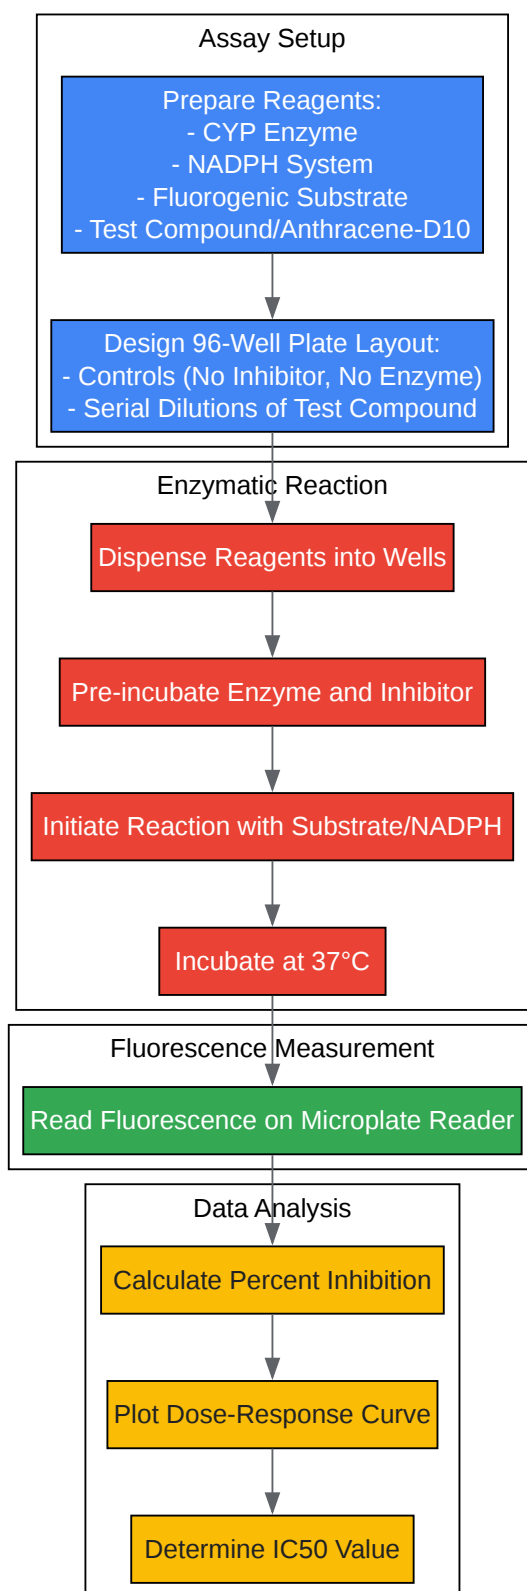 Assay Setup
Prepare Reagents:
- CYP Enzyme
- NADPH System
- Fluorogenic Substrate
- Test Compound/Anthracene-D10
Design 96-Well Plate Layout:
- Controls (No Inhibitor, No Enzyme)
- Serial Dilutions of Test Compound
Enzymatic Reaction
Dispense Reagents into Wells
Pre-incubate Enzyme and Inhibitor
Initiate Reaction with Substrate/NADPH
Incubate at 37°C
Fluorescence Measurement
Read Fluorescence on Microplate Reader
Data Analysis
Calculate Percent Inhibition
Plot Dose-Response Curve
Determine IC50 Value